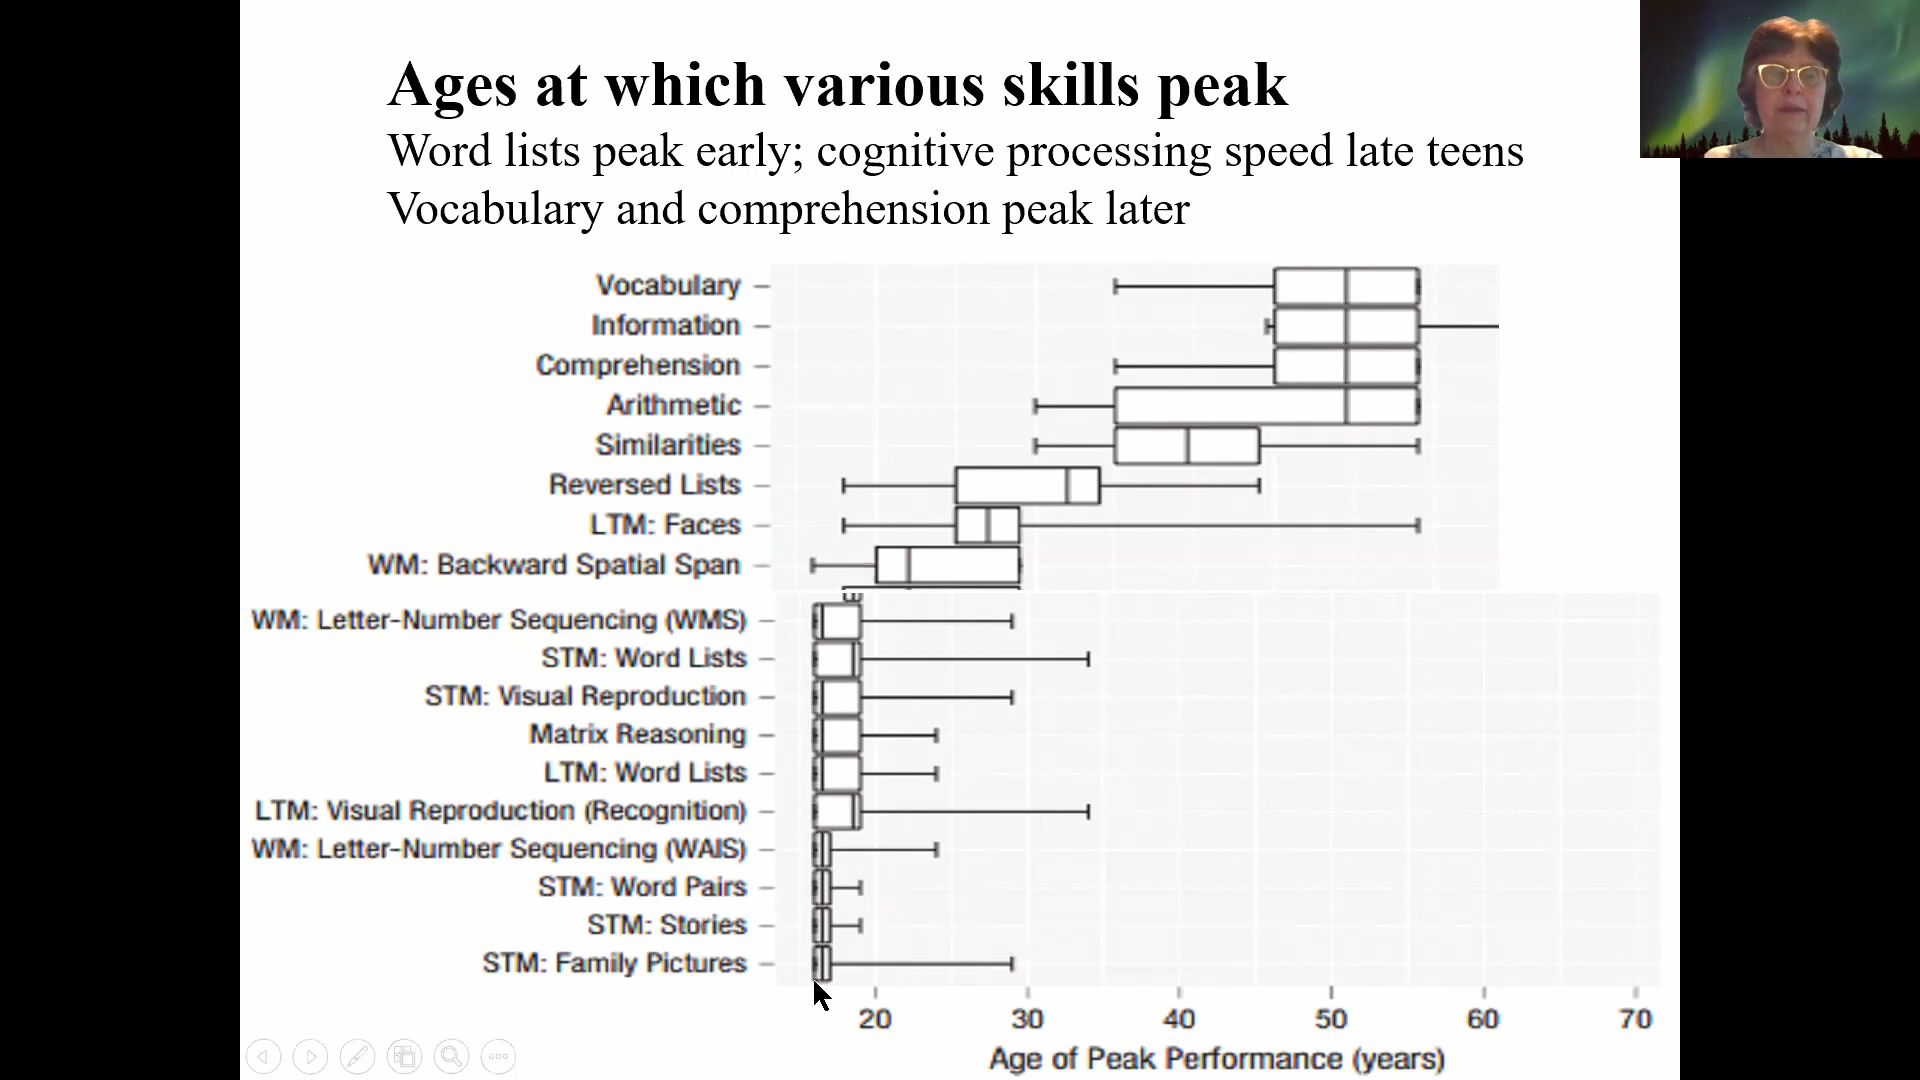 Ages at which various skills peak
Word lists peak early; cognitive processing speed late teens
Vocabulary and comprehension peak later
Vocabulary
Information
Comprehension
Arithmetic
Similarities
Reversed Lists
LTM: Faces
WM: Backward Spatial Span
WM: Letter-Number Sequencing (WMS)
STM: Word Lists
STM: Visual Reproduction
Matrix Reasoning
LTM: Word Lists
LTM: Visual Reproduction (Recognition)
WM: Letter-Number Sequencing (WAIS)
STM: Word Pairs
STM: Stories
STM: Family Pictures
20 30 40 50 60 70
Age of Peak Performance (years)